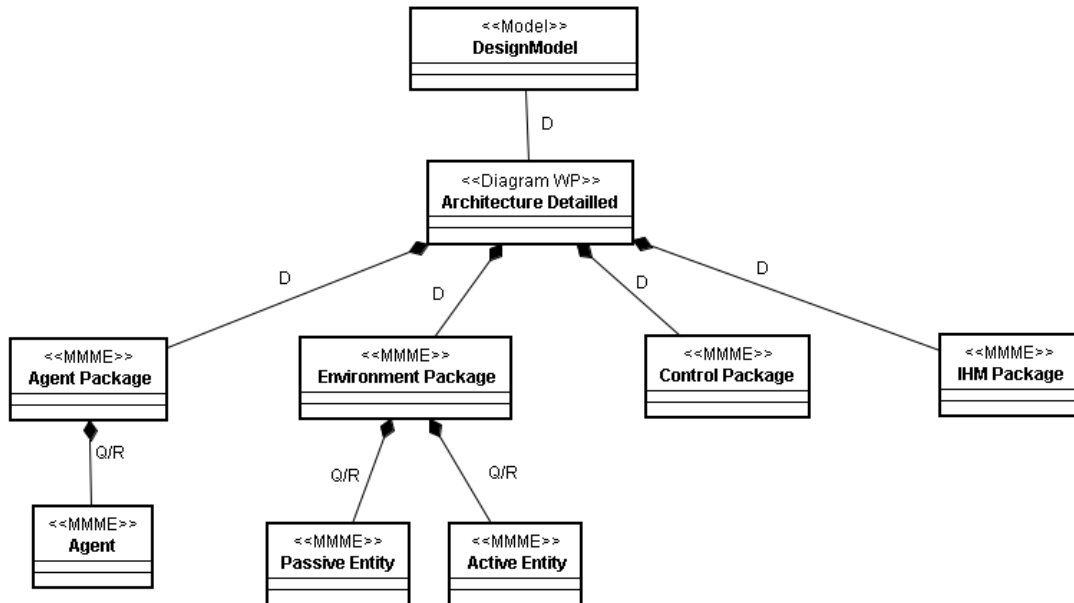 <<Model>>
DesignModel
D
<<Diagram WP>>
Architecture Detailled
D
D
D
D
<<MMME>>
Agent Package
<<MMME>>
Environment Package
<<MMME>>
Control Package
<<MMME>>
IHM Package
Q/R
Q/R
Q/R
<<MMME>>
Agent
<<MMME>>
Passive Entity
<<MMME>>
Active Entity